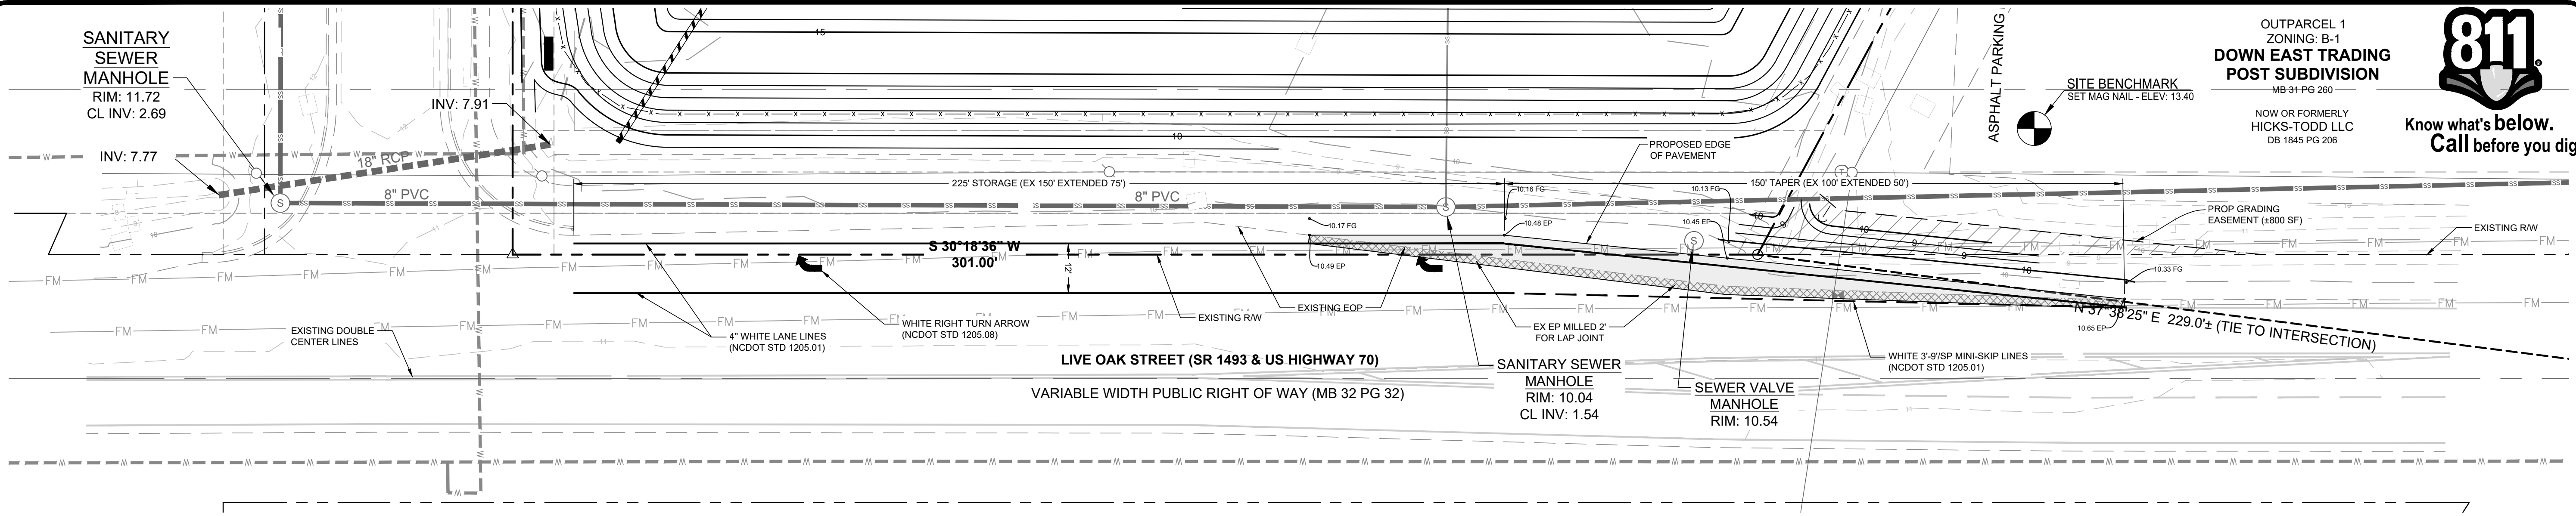 SANITARY
SEWER
MANHOLE
RIM: 11.72
CL INV: 2.69
INV: 7.77
INV: 7.91
18" RCP
8" PVC
8" PVC
15
10
225' STORAGE (EX 150' EXTENDED 75')
150' TAPER (EX 100' EXTENDED 50')
PROPOSED EDGE
OF PAVEMENT
10.16 FG
10.13 FG
10.17 FG
10.48 EP
10.45 EP
10.49 EP
10.33 FG
10.65 EP
10
9
10
9
9
10
S 30°18'36" W
301.00'
12'
ASPHALT PARKING
SITE BENCHMARK
SET MAG NAIL - ELEV: 13.40
OUTPARCEL 1
ZONING: B-1
DOWN EAST TRADING
POST SUBDIVISION
MB 31 PG 260
NOW OR FORMERLY
HICKS-TODD LLC
DB 1845 PG 206
811
Know what's below.
Call before you dig
PROP GRADING
EASEMENT (±800 SF)
EXISTING R/W
EXISTING DOUBLE
CENTER LINES
4" WHITE LANE LINES
(NCDOT STD 1205.01)
WHITE RIGHT TURN ARROW
(NCDOT STD 1205.08)
EXISTING R/W
EXISTING EOP
EX EP MILLED 2'
FOR LAP JOINT
WHITE 3'-9'/SP MINI-SKIP LINES
(NCDOT STD 1205.01)
N 37°38'25" E 229.0'± (TIE TO INTERSECTION)
LIVE OAK STREET (SR 1493 & US HIGHWAY 70)
VARIABLE WIDTH PUBLIC RIGHT OF WAY (MB 32 PG 32)
SANITARY SEWER
MANHOLE
RIM: 10.04
CL INV: 1.54
SEWER VALVE
MANHOLE
RIM: 10.54